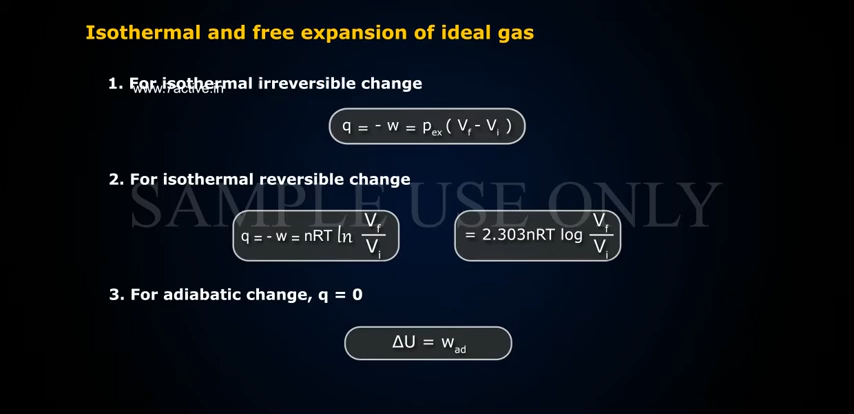 Isothermal and free expansion of ideal gas
1. For isothermal irreversible change
www.7active.in
q = - w = pex ( Vf - Vi )
2. For isothermal reversible change
SAMPLE USE ONLY
q = - w = nRT ln Vf/Vi = 2.303nRT log Vf/Vi
3. For adiabatic change, q = 0
ΔU = wad